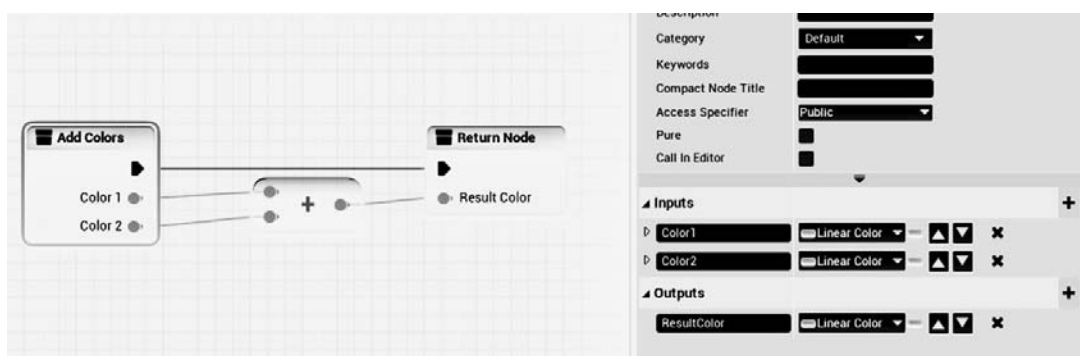 Add Colors
Color 1
Color 2
+
Return Node
Result Color
Description
Category Default
Keywords
Compact Node Title
Access Specifier Public
Pure
Call In Editor
Inputs +
Color1 Linear Color
Color2 Linear Color
Outputs +
ResultColor Linear Color